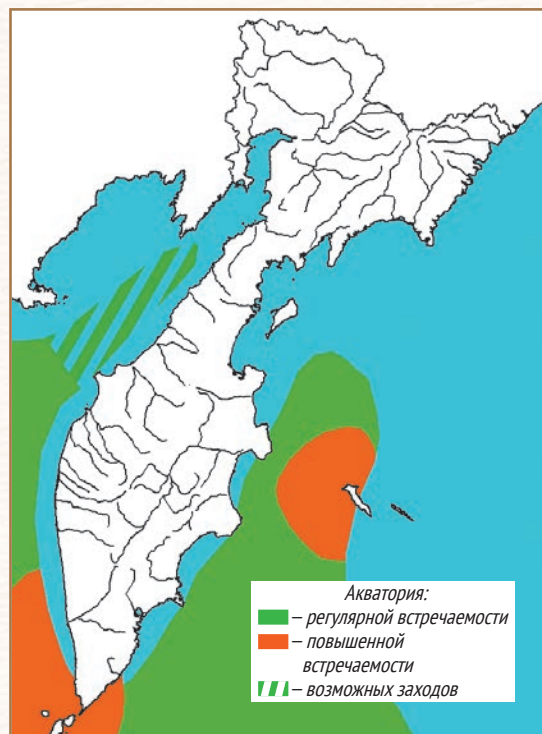 Акватория:
– регулярной встречаемости
– повышенной
встречаемости
– возможных заходов